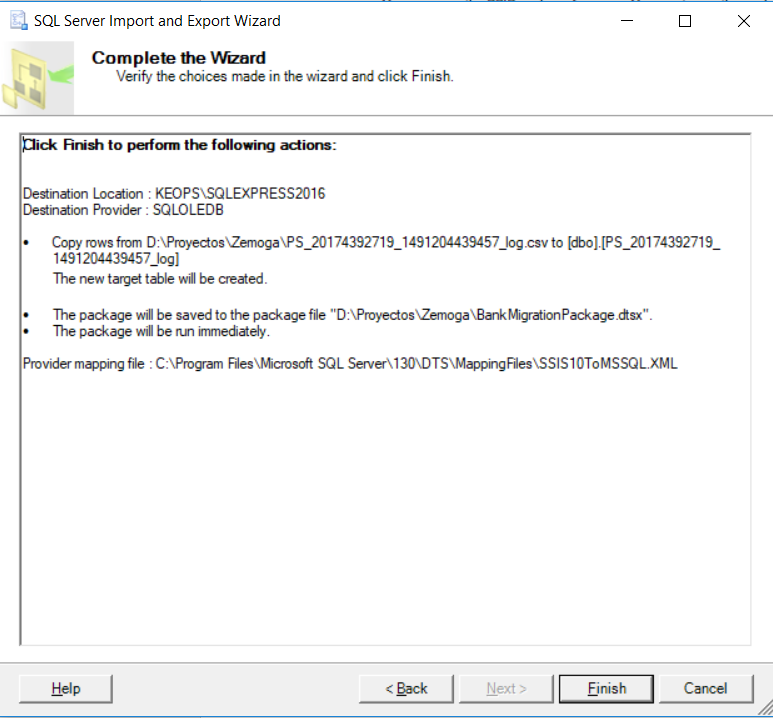 SQL Server Import and Export Wizard
Complete the Wizard
Verify the choices made in the wizard and click Finish.
Click Finish to perform the following actions:
Destination Location : KEOPS\SQLEXPRESS2016
Destination Provider : SQLOLEDB
• Copy rows from D:\Proyectos\Zemoga\PS_20174392719_1491204439457_log.csv to [dbo].[PS_20174392719_
1491204439457_log]
The new target table will be created.
• The package will be saved to the package file "D:\Proyectos\Zemoga\BankMigrationPackage.dtsx".
• The package will be run immediately.
Provider mapping file : C:\Program Files\Microsoft SQL Server\130\DTS\MappingFiles\SSIS10ToMSSQL.XML
Help
< Back
Next >
Finish
Cancel